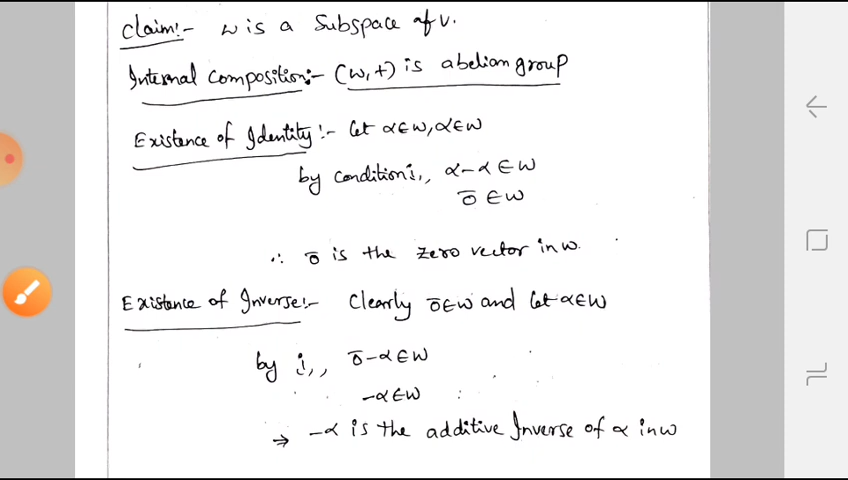 Claim:- W is a Subspace of V.
Internal Composition:- (W,+) is abelian group
Existence of Identity:- let α∈W, α∈W
by condition i,, α-α∈W
ō∈W
∴ ō is the zero vector in W.
Existence of Inverse:- Clearly ō∈W and let α∈W
by i,, ō-α∈W
-α∈W
⇒ -α is the additive Inverse of α in W